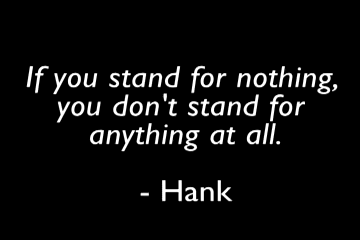 If you stand for nothing,
you don't stand for
anything at all.
- Hank